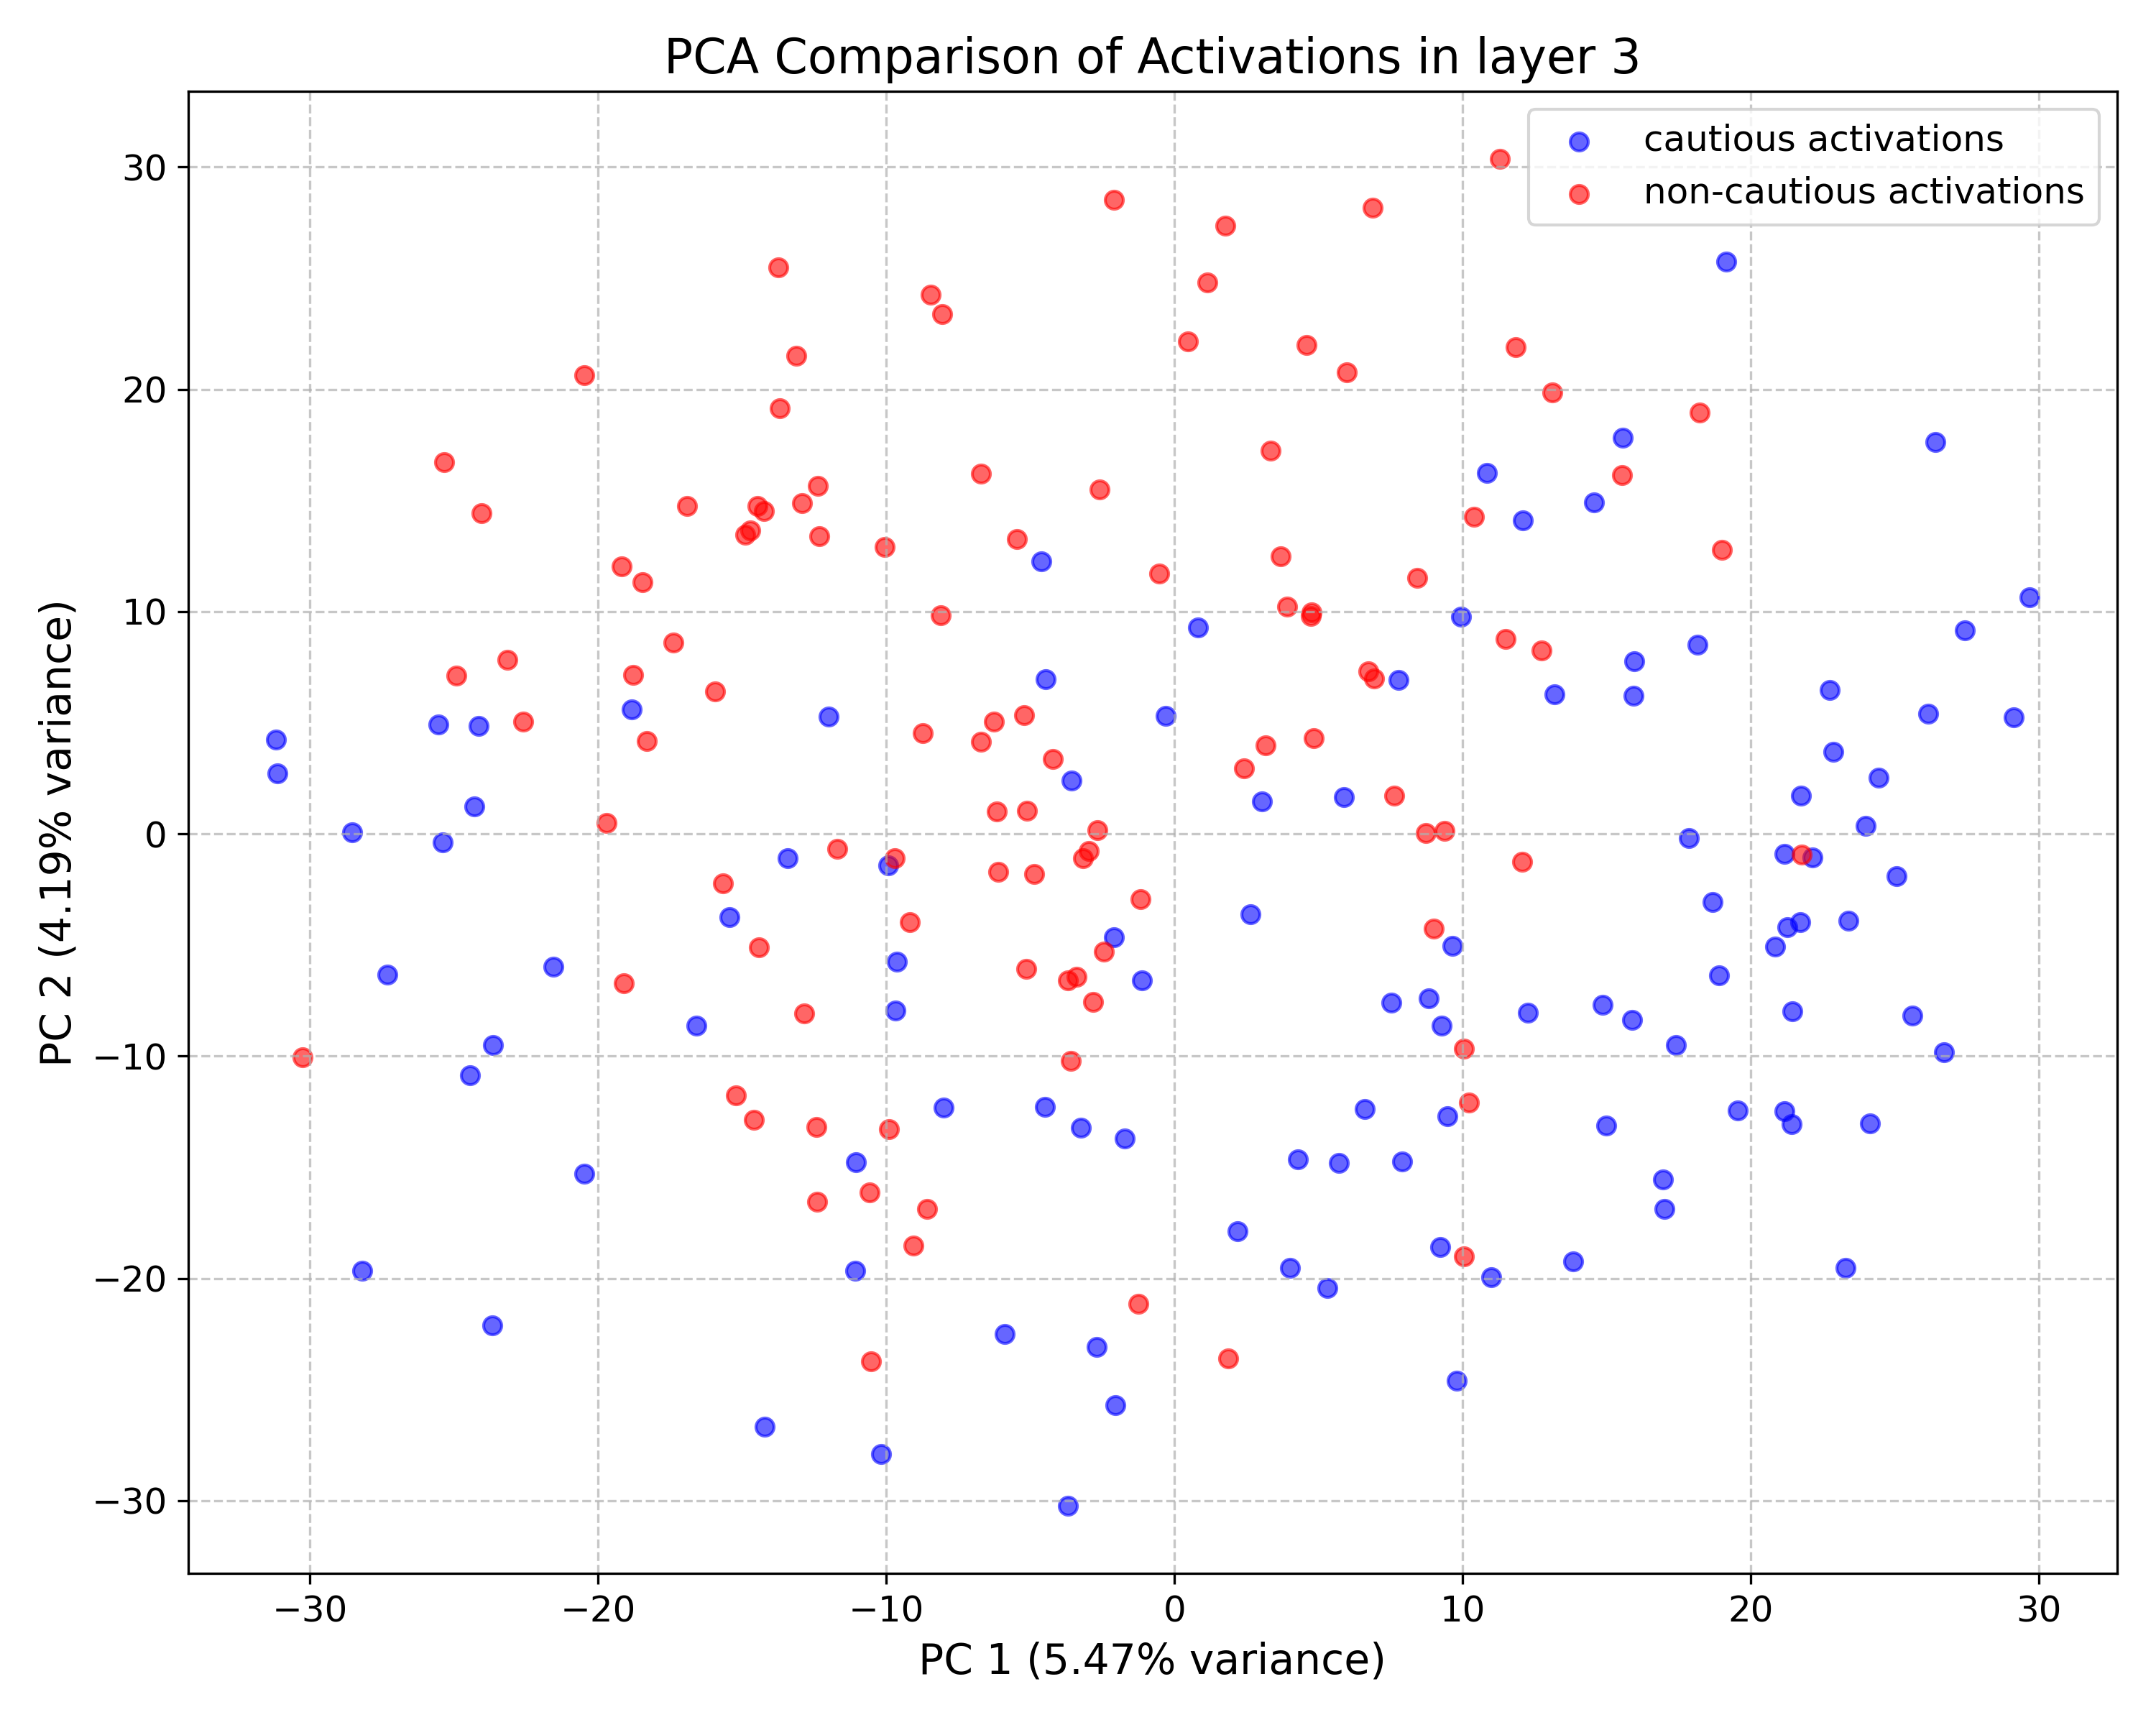 PCA Comparison of Activations in layer 3
cautious activations
non-cautious activations
PC 2 (4.19% variance)
30
20
10
0
−10
−20
−30
−30
−20
−10
0
10
20
30
PC 1 (5.47% variance)